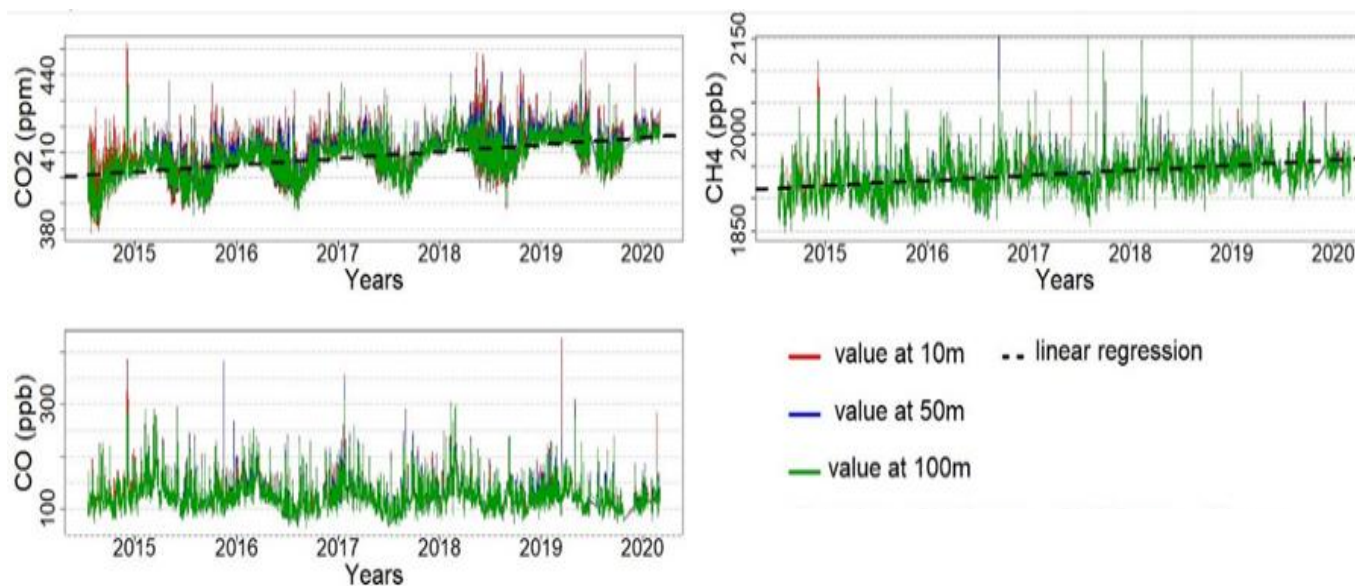 CO2 (ppm)
440
410
380
2015 2016 2017 2018 2019 2020
Years
CH4 (ppb)
2150
2000
1850
2015 2016 2017 2018 2019 2020
Years
CO (ppb)
300
100
2015 2016 2017 2018 2019 2020
Years
value at 10m
linear regression
value at 50m
value at 100m